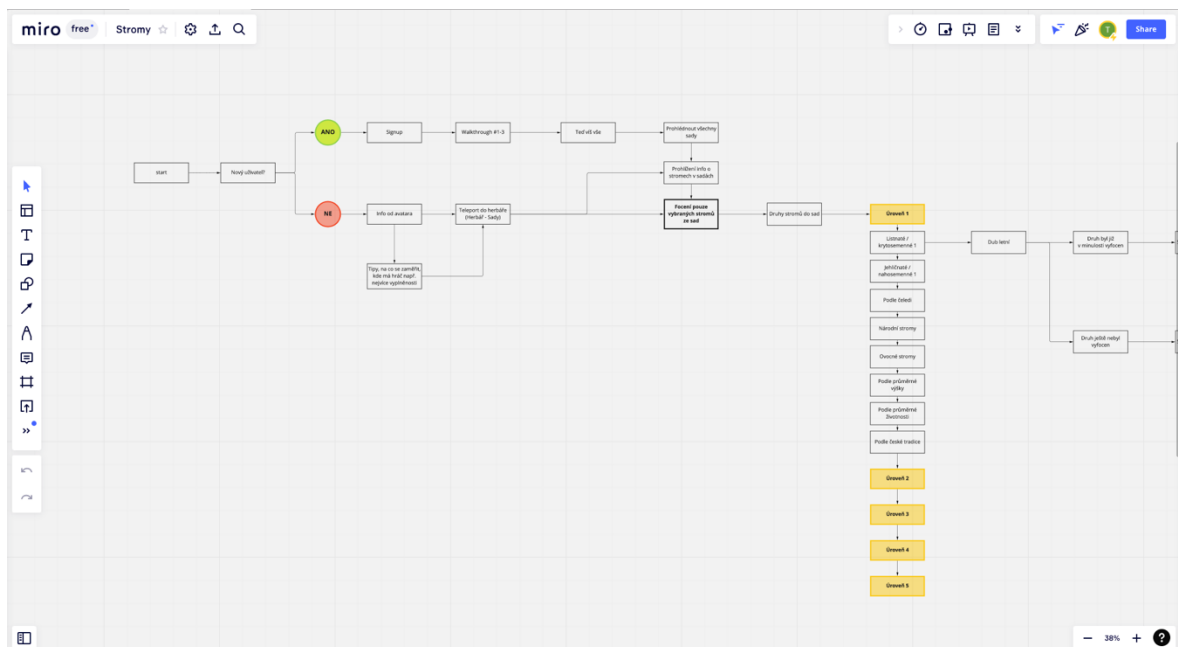 miro free
Stromy
Share
ANO
Signup
Walkthrough #1-3
Teď víš vše
Prohlédnout všechny
sady
start
Nový uživatel?
Prohlížení info o
stromech v sadách
NE
Info od avatara
Teleport do herbáře
(Herbář - Sady)
Focení pouze
vybraných stromů
ze sad
Druhy stromů do sad
Úroveň 1
Tipy, na co se zaměřit,
kde má hráč např.
nejvíce vyplněnosti
Listnaté /
krytosemenné 1
Dub letní
Druh byl již
v minulosti vyfocen
Jehličnaté /
nahosemenné 1
Podle čeledi
Národní stromy
Druh ještě nebyl
vyfocen
Ovocné stromy
Podle průměrné
výšky
Podle průměrné
životnosti
Podle české tradice
Úroveň 2
Úroveň 3
Úroveň 4
Úroveň 5
38%